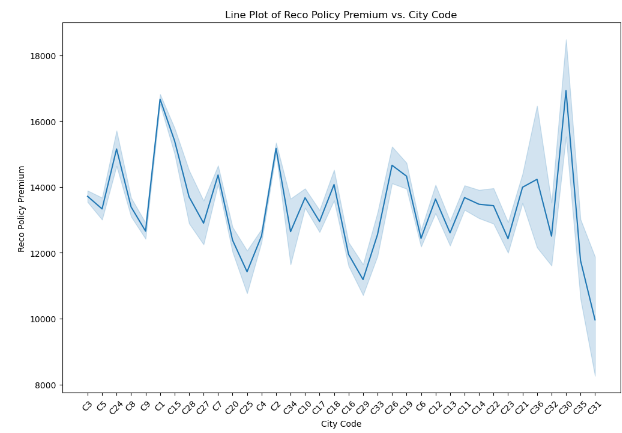 Line Plot of Reco Policy Premium vs. City Code
18000
16000
14000
12000
10000
8000
Reco Policy Premium
C3 C5 C24 C8 C9 C1 C15 C28 C27 C7 C20 C25 C4 C2 C34 C10 C17 C18 C16 C29 C33 C26 C19 C6 C12 C13 C11 C14 C22 C23 C21 C36 C32 C30 C35 C31
City Code